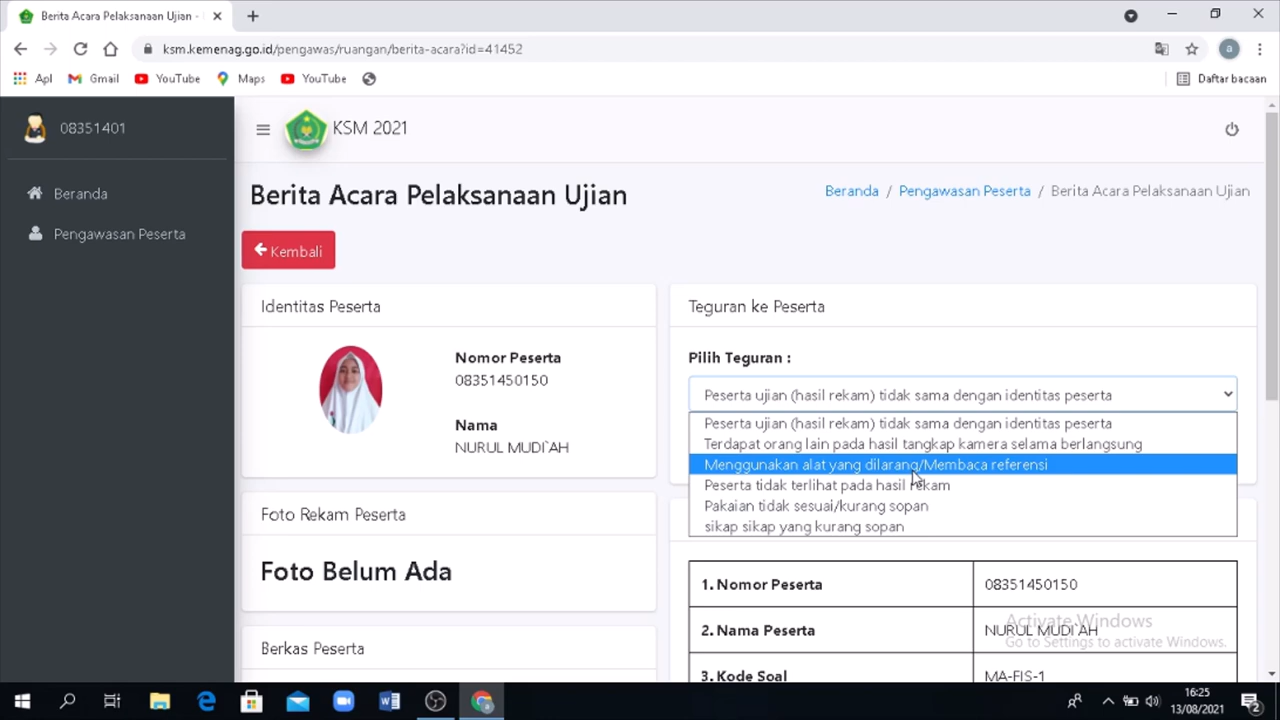 Berita Acara Pelaksanaan Ujian -
ksm.kemenag.go.id/pengawas/ruangan/berita-acara?id=41452
a
Apl
Gmail
YouTube
Maps
YouTube
Daftar bacaan
08351401
Beranda
Pengawasan Peserta
KSM 2021
Berita Acara Pelaksanaan Ujian
Beranda / Pengawasan Peserta / Berita Acara Pelaksanaan Ujian
Kembali
Identitas Peserta
Nomor Peserta
08351450150
Nama
NURUL MUDI`AH
Foto Rekam Peserta
Foto Belum Ada
Berkas Peserta
Teguran ke Peserta
Pilih Teguran :
Peserta ujian (hasil rekam) tidak sama dengan identitas peserta
Peserta ujian (hasil rekam) tidak sama dengan identitas peserta
Terdapat orang lain pada hasil tangkap kamera selama berlangsung
Menggunakan alat yang dilarang/Membaca referensi
Peserta tidak terlihat pada hasil rekam
Pakaian tidak sesuai/kurang sopan
sikap sikap yang kurang sopan
1. Nomor Peserta 08351450150
2. Nama Peserta NURUL MUDI`AH
3. Kode Soal MA-FIS-1
Activate Windows
Go to Settings to activate Windows.
16:25
13/08/2021
2